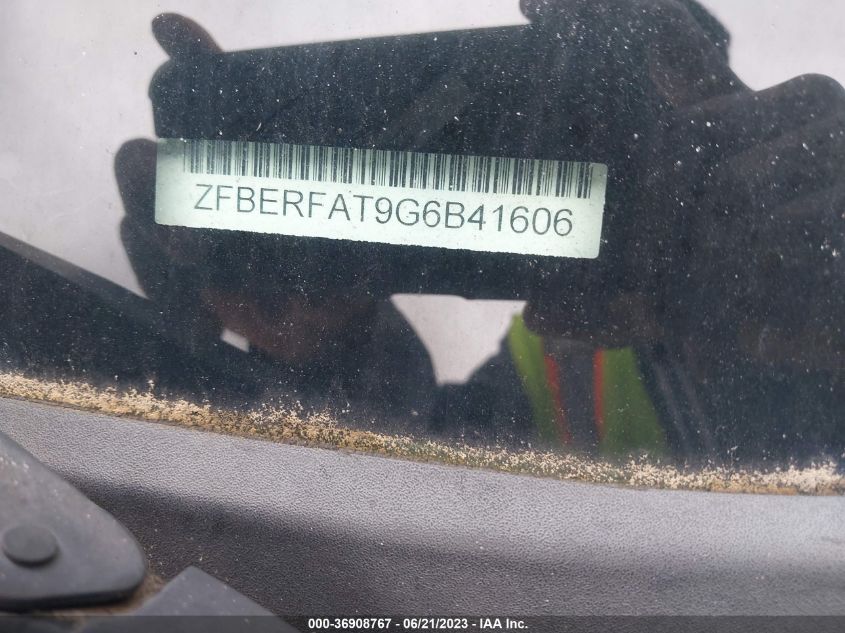 ZFBERFAT9G6B41606
000-36908767 - 06/21/2023 - IAA Inc.